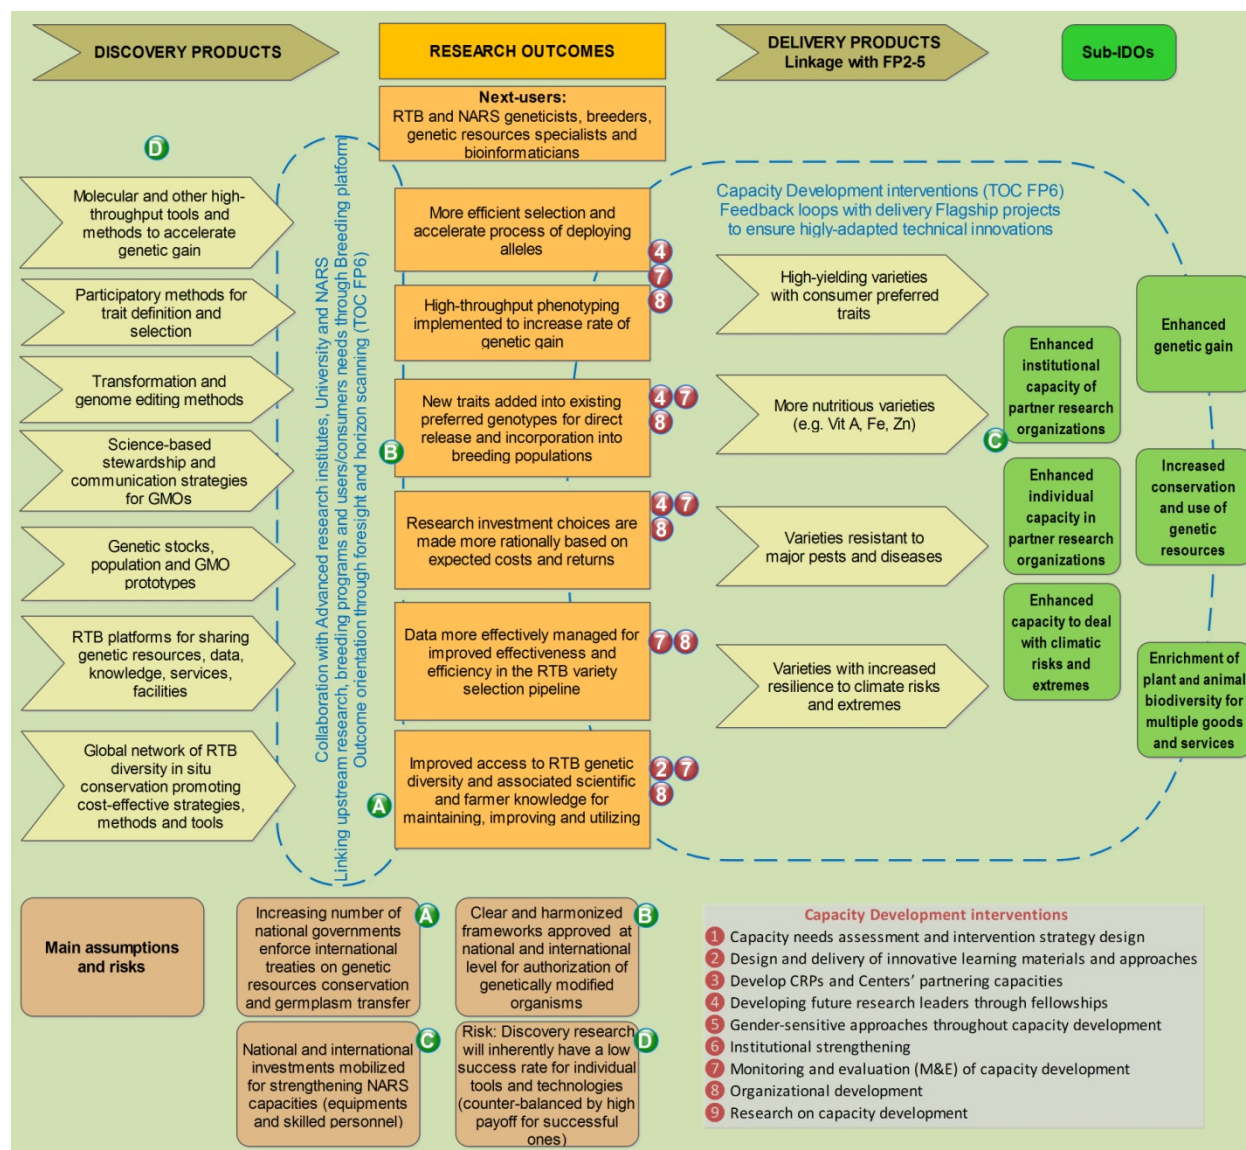 DISCOVERY PRODUCTS
RESEARCH OUTCOMES
DELIVERY PRODUCTS
Linkage with FP2-5
Sub-IDOs
Next-users:
RTB and NARS geneticists, breeders,
genetic resources specialists and
bioinformaticians
D
Molecular and other high-
throughput tools and
methods to accelerate
genetic gain
Participatory methods for
trait definition and
selection
Transformation and
genome editing methods
Science-based
stewardship and
communication strategies
for GMOs
Genetic stocks,
population and GMO
prototypes
RTB platforms for sharing
genetic resources, data,
knowledge, services,
facilities
Global network of RTB
diversity in situ
conservation promoting
cost-effective strategies,
methods and tools
Collaboration with Advanced research institutes, University and NARS
Linking upstream research, breeding programs and users/consumers needs through Breeding platform
Outcome orientation through foresight and horizon scanning (TOC FP6)
B
A
More efficient selection and
accelerate process of deploying
alleles
4
7
8
High-throughput phenotyping
implemented to increase rate of
genetic gain
New traits added into existing
preferred genotypes for direct
release and incorporation into
breeding populations
4 7
8
Research investment choices are
made more rationally based on
expected costs and returns
4 7
8
Data more effectively managed for
improved effectiveness and
efficiency in the RTB variety
selection pipeline
7 8
Improved access to RTB genetic
diversity and associated scientific
and farmer knowledge for
maintaining, improving and utilizing
2 7
8
Capacity Development interventions (TOC FP6)
Feedback loops with delivery Flagship projects
to ensure higly-adapted technical innovations
High-yielding varieties
with consumer preferred
traits
More nutritious varieties
(e.g. Vit A, Fe, Zn)
C
Varieties resistant to
major pests and diseases
Varieties with increased
resilience to climate risks
and extremes
Enhanced
institutional
capacity of
partner research
organizations
Enhanced
individual
capacity in
partner research
organizations
Enhanced
capacity to deal
with climatic
risks and
extremes
Enhanced
genetic gain
Increased
conservation
and use of
genetic
resources
Enrichment of
plant and animal
biodiversity for
multiple goods
and services
Main assumptions
and risks
A
Increasing number of
national governments
enforce international
treaties on genetic
resources conservation
and germplasm transfer
B
Clear and harmonized
frameworks approved at
national and international
level for authorization of
genetically modified
organisms
C
National and international
investments mobilized
for strengthening NARS
capacities (equipments
and skilled personnel)
D
Risk: Discovery research
will inherently have a low
success rate for individual
tools and technologies
(counter-balanced by high
payoff for successful
ones)
Capacity Development interventions
1 Capacity needs assessment and intervention strategy design
2 Design and delivery of innovative learning materials and approaches
3 Develop CRPs and Centers’ partnering capacities
4 Developing future research leaders through fellowships
5 Gender-sensitive approaches throughout capacity development
6 Institutional strengthening
7 Monitoring and evaluation (M&E) of capacity development
8 Organizational development
9 Research on capacity development